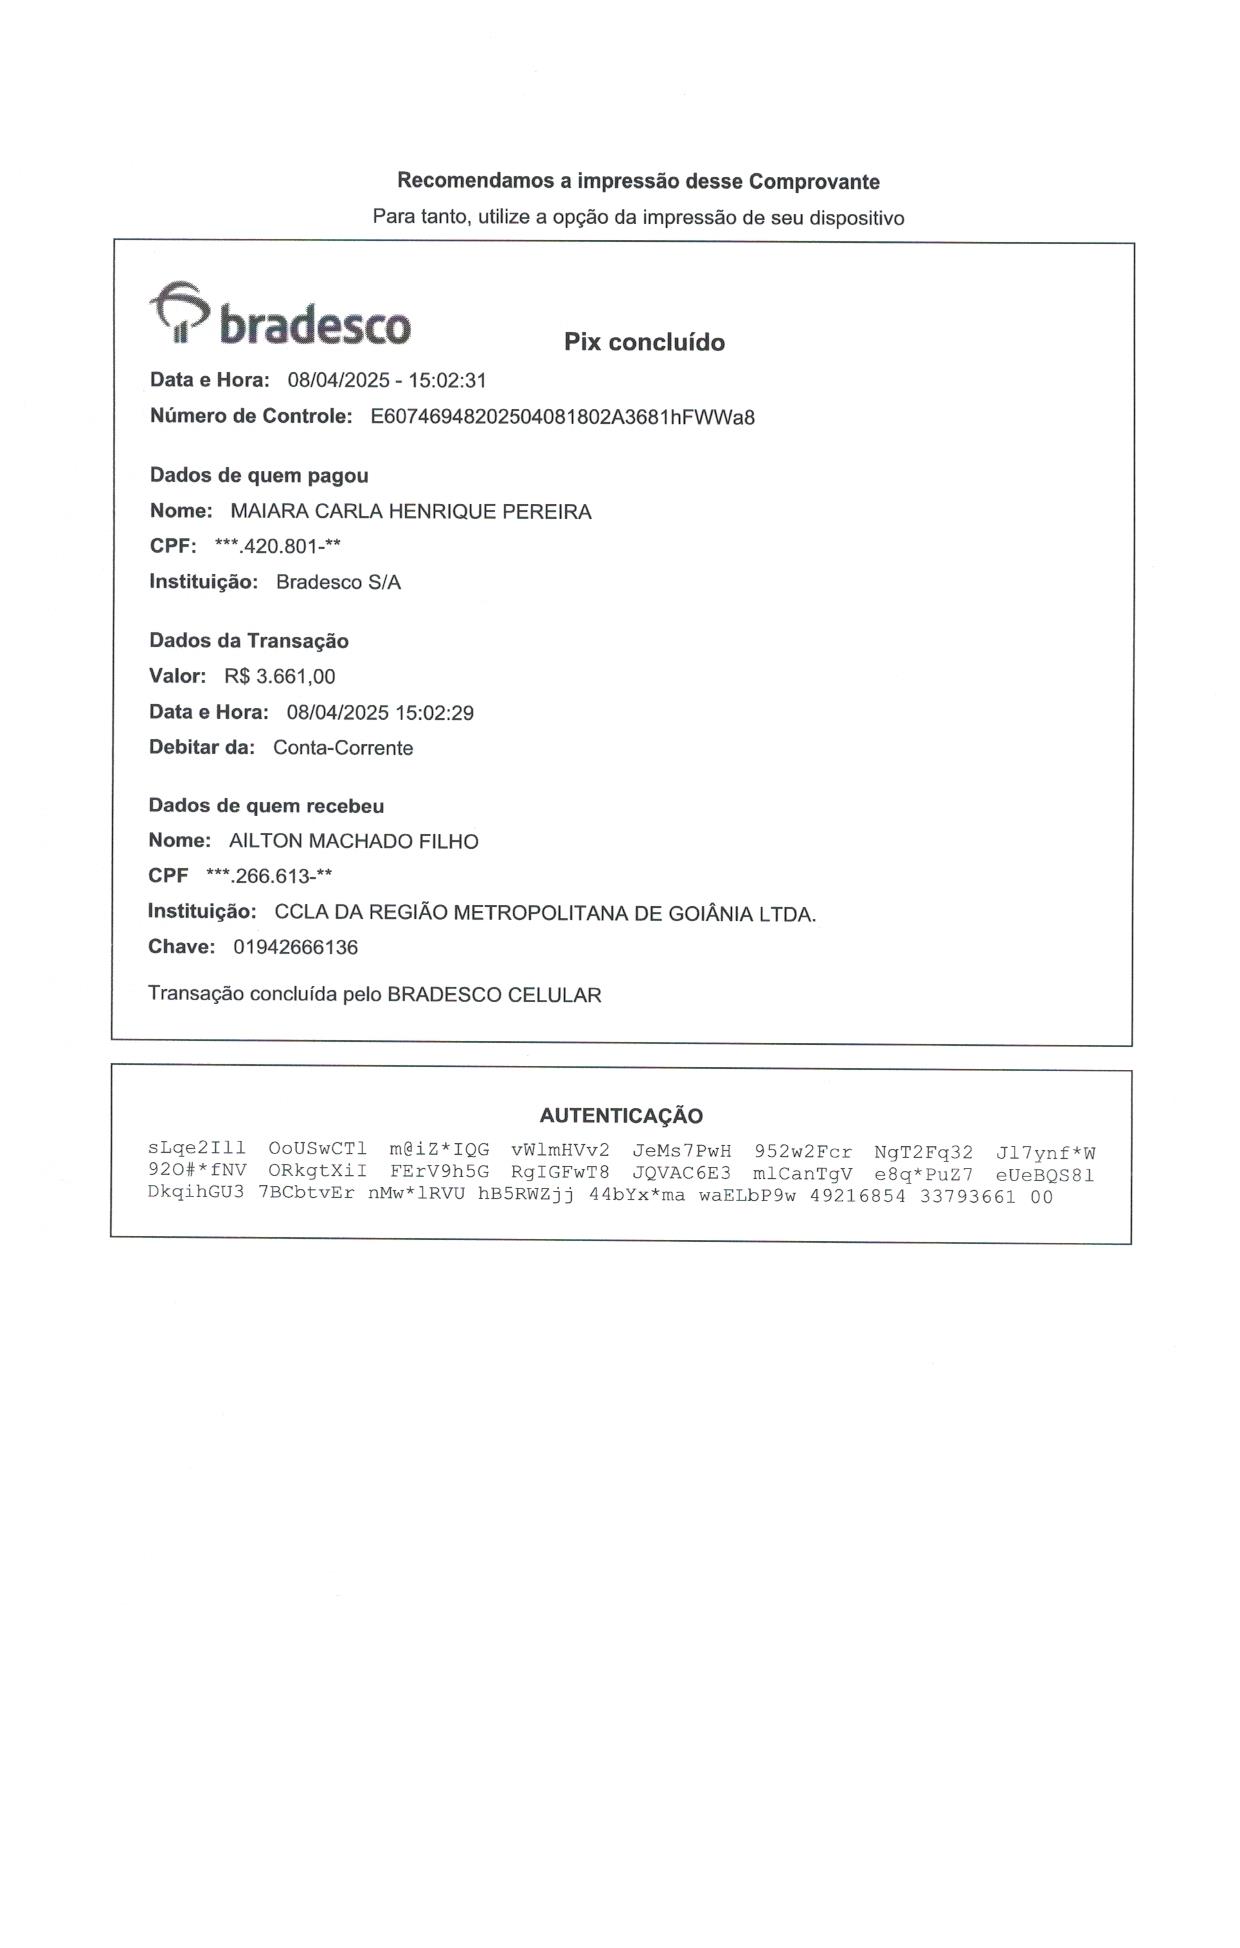 Recomendamos a impressão desse Comprovante
Para tanto, utilize a opção da impressão de seu dispositivo
bradesco
Pix concluído
Data e Hora: 08/04/2025 - 15:02:31
Número de Controle: E60746948202504081802A3681hFWWa8
Dados de quem pagou
Nome: MAIARA CARLA HENRIQUE PEREIRA
CPF: ***.420.801-**
Instituição: Bradesco S/A
Dados da Transação
Valor: R$ 3.661,00
Data e Hora: 08/04/2025 15:02:29
Debitar da: Conta-Corrente
Dados de quem recebeu
Nome: AILTON MACHADO FILHO
CPF ***.266.613-**
Instituição: CCLA DA REGIÃO METROPOLITANA DE GOIÂNIA LTDA.
Chave: 01942666136
Transação concluída pelo BRADESCO CELULAR
AUTENTICAÇÃO
sLqe2Ill OoUSwCTl m@iZ*IQG vWlmHVv2 JeMs7PwH 952w2Fcr NgT2Fq32 Jl7ynf*W
92O#*fNV ORkgtXiI FErV9h5G RgIGFwT8 JQVAC6E3 mlCanTgV e8q*PuZ7 eUeBQS8l
DkqihGU3 7BCbtvEr nMw*lRVU hB5RWZjj 44bYx*ma waELbP9w 49216854 33793661 00